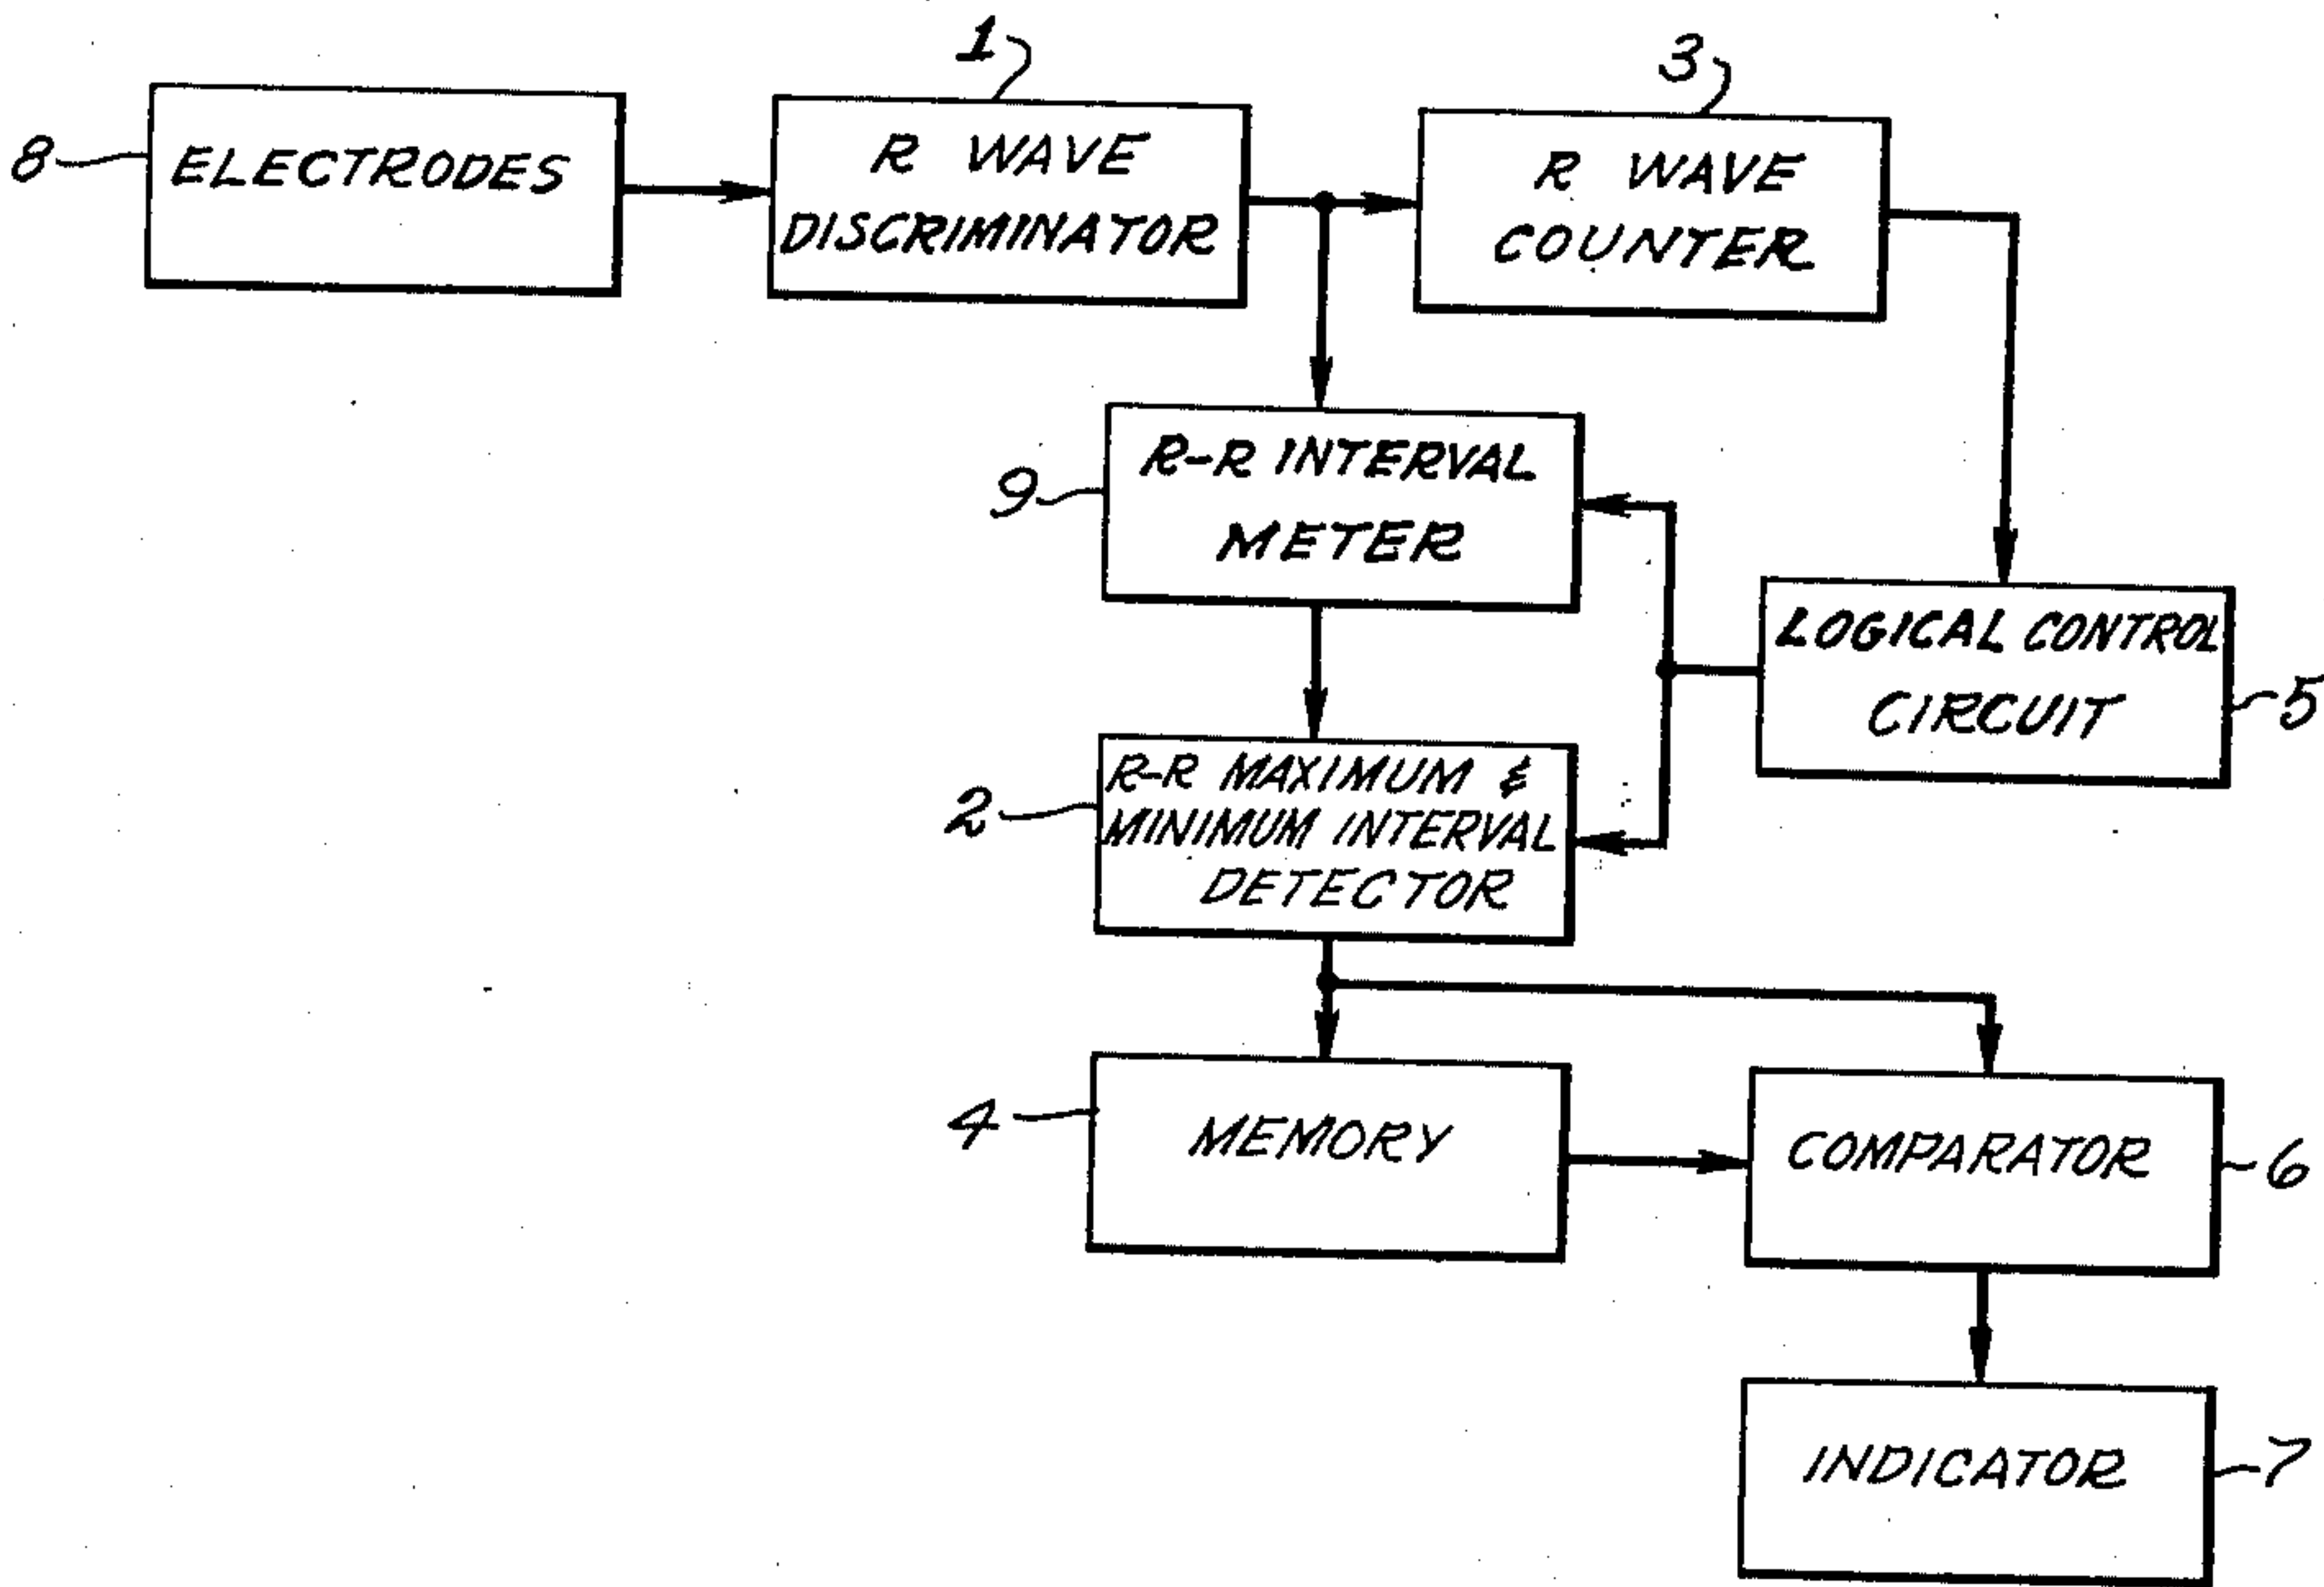 1
3
8
ELECTRODES
R WAVE
DISCRIMINATOR
R WAVE
COUNTER
9
R-R INTERVAL
METER
LOGICAL CONTROL
CIRCUIT
5
2
R-R MAXIMUM &
MINIMUM INTERVAL
DETECTOR
4
MEMORY
COMPARATOR
6
INDICATOR
7